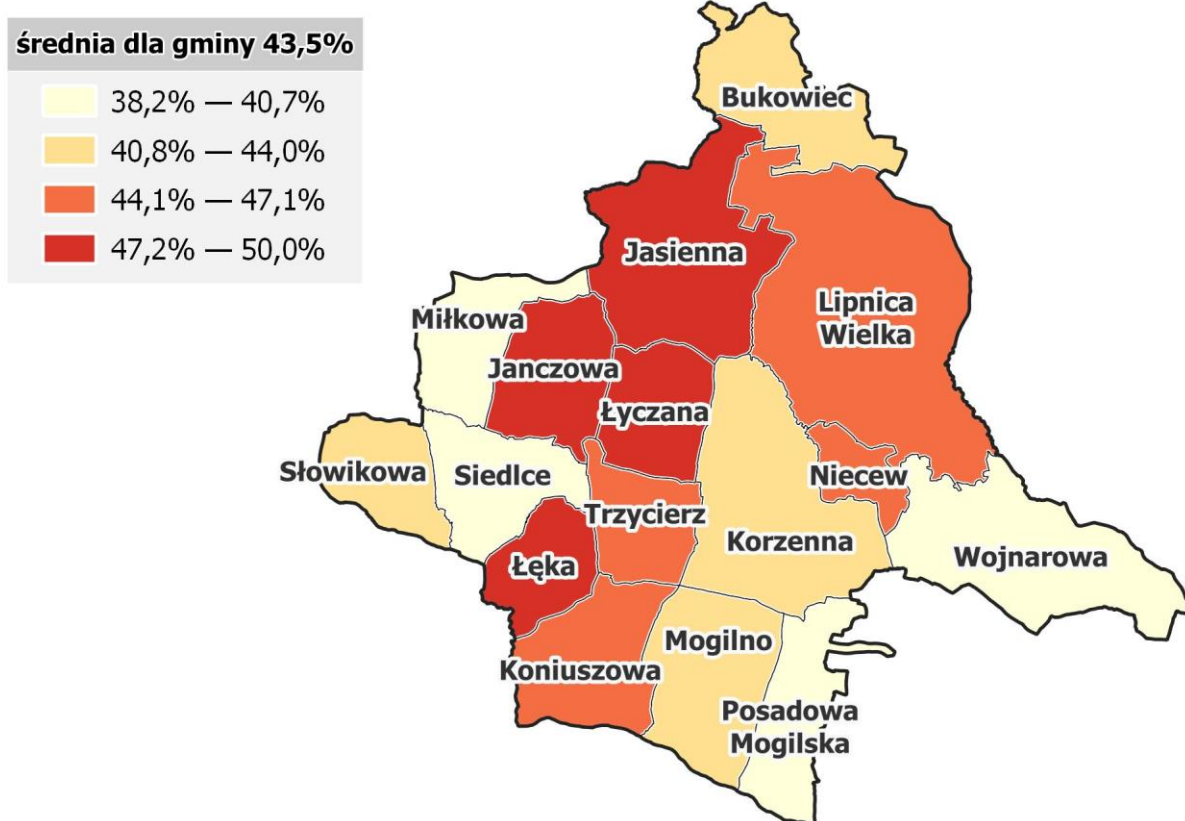 średnia dla gminy 43,5%
38,2% — 40,7%
40,8% — 44,0%
44,1% — 47,1%
47,2% — 50,0%
Bukowiec
Jasienna
Lipnica
Wielka
Miłkowa
Janczowa
Łyczana
Słowikowa
Siedlce
Niecew
Trzycierz
Korzenna
Wojnarowa
Łęka
Mogilno
Koniuszowa
Posadowa
Mogilska